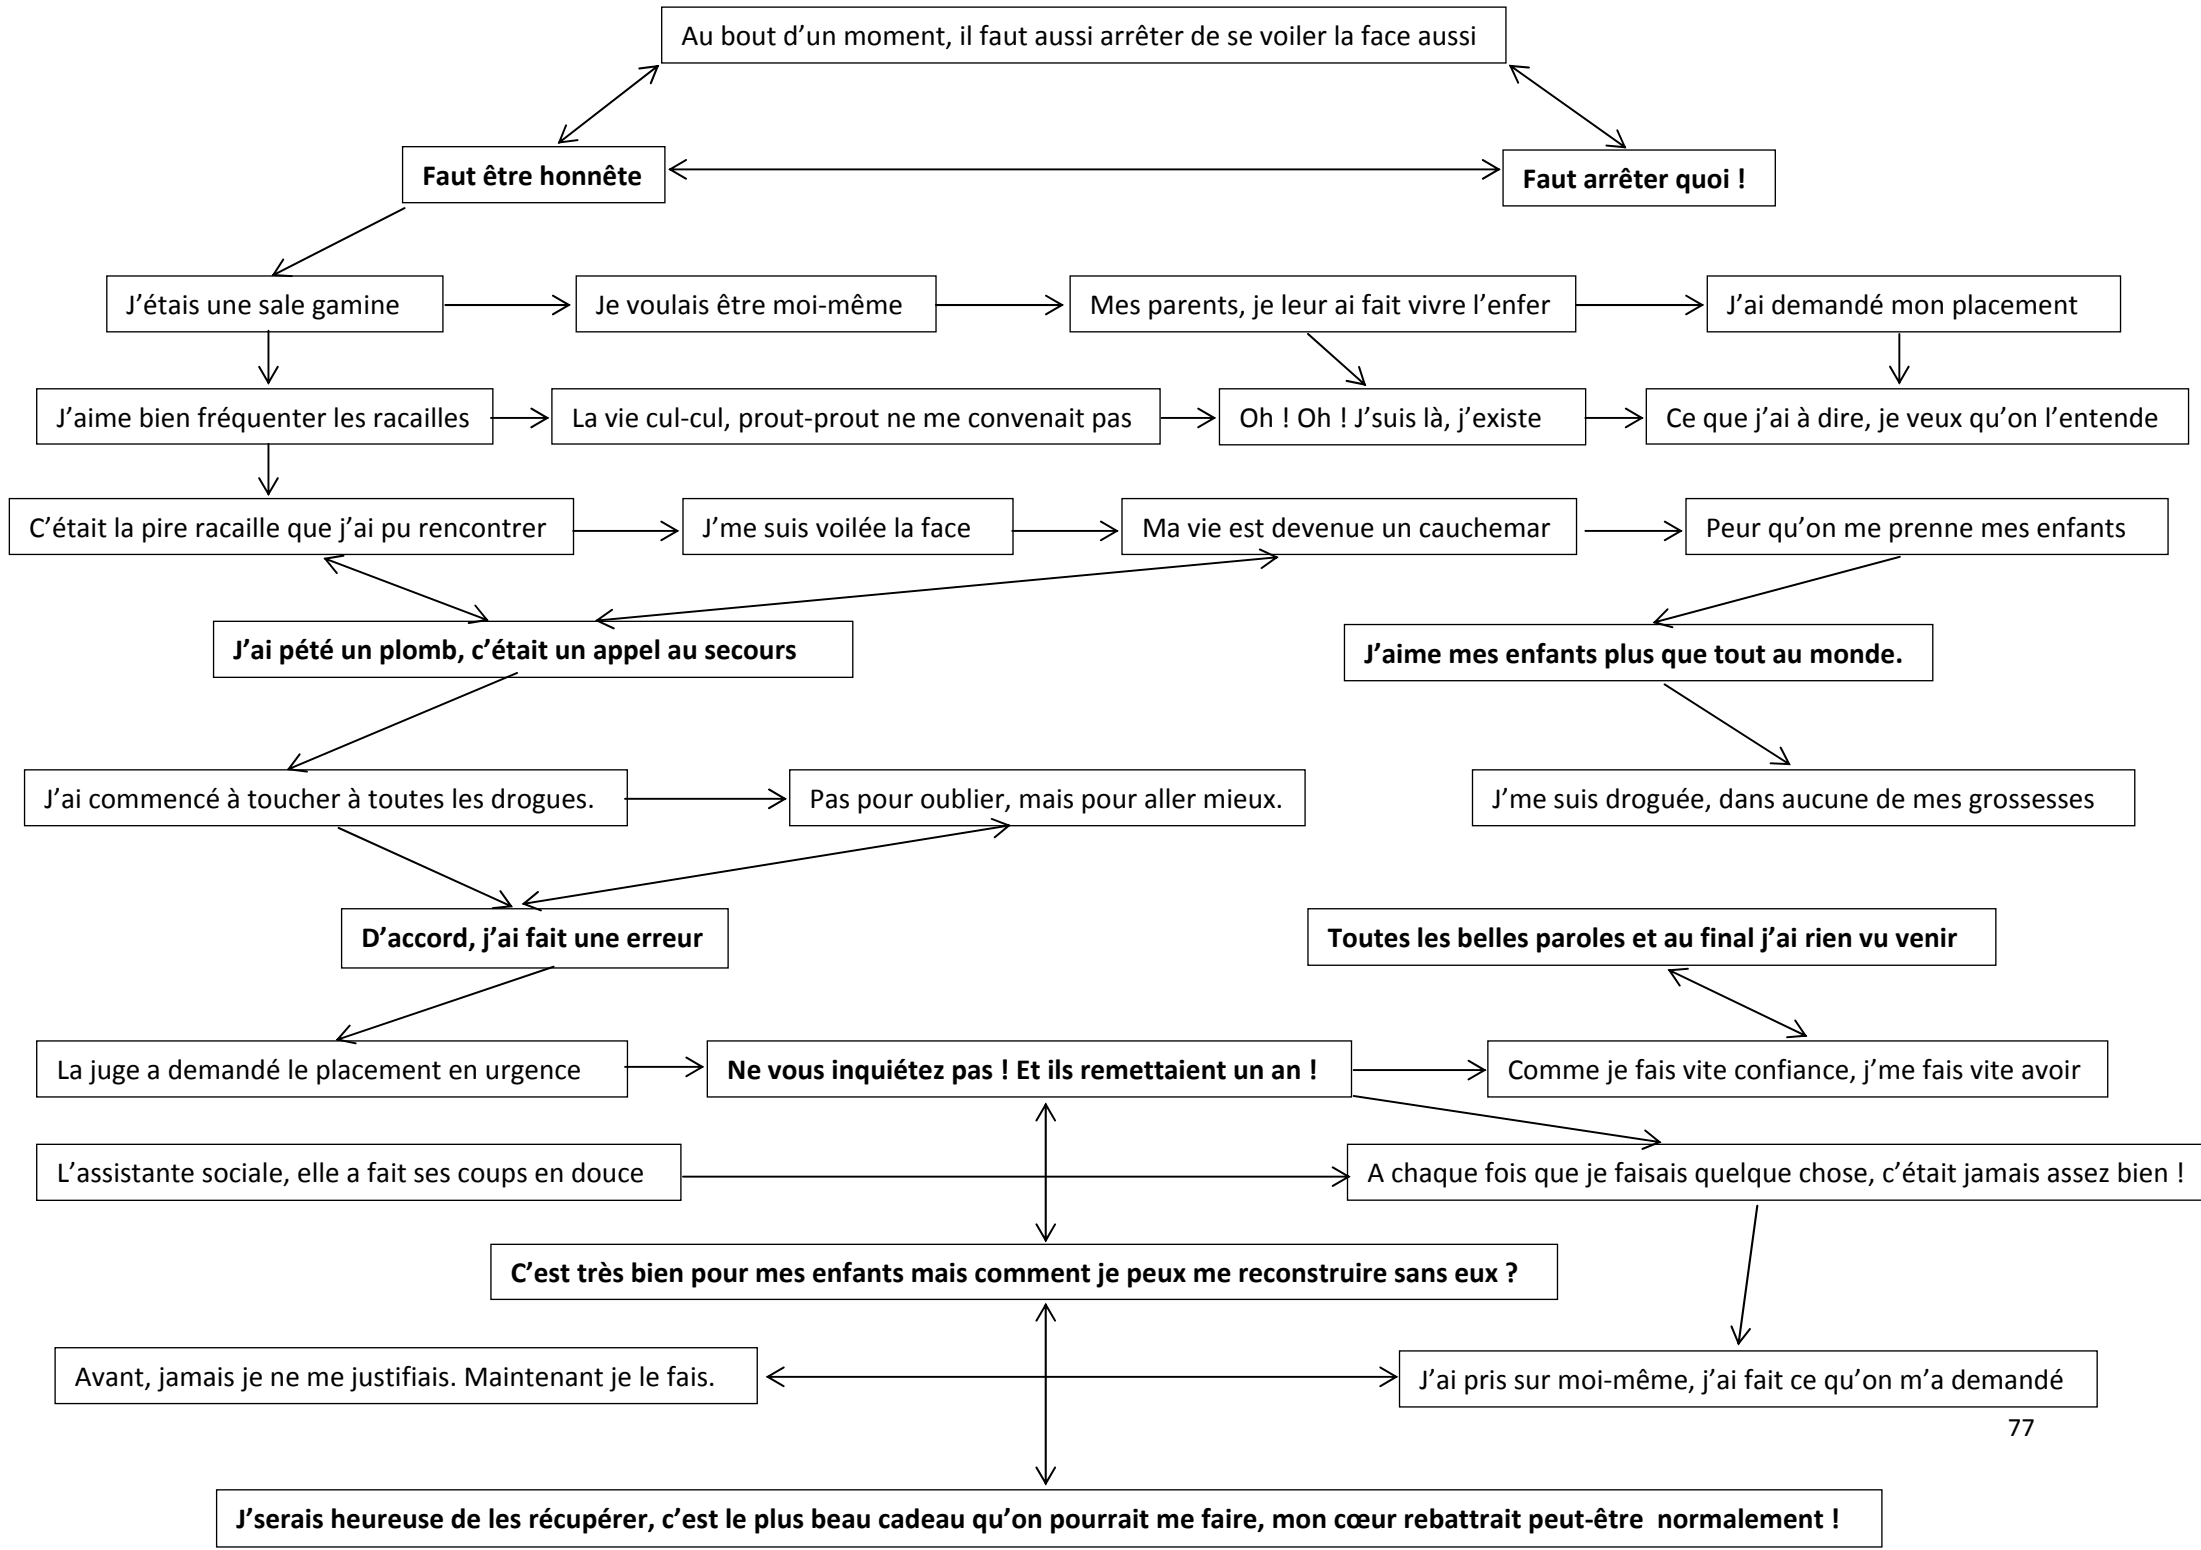 Au bout d’un moment, il faut aussi arrêter de se voiler la face aussi
Faut être honnête
Faut arrêter quoi !
J’étais une sale gamine
Je voulais être moi-même
Mes parents, je leur ai fait vivre l’enfer
J’ai demandé mon placement
J’aime bien fréquenter les racailles
La vie cul-cul, prout-prout ne me convenait pas
Oh ! Oh ! J’suis là, j’existe
Ce que j’ai à dire, je veux qu’on l’entende
C’était la pire racaille que j’ai pu rencontrer
J’me suis voilée la face
Ma vie est devenue un cauchemar
Peur qu’on me prenne mes enfants
J’ai pété un plomb, c’était un appel au secours
J’aime mes enfants plus que tout au monde.
J’ai commencé à toucher à toutes les drogues.
Pas pour oublier, mais pour aller mieux.
J’me suis droguée, dans aucune de mes grossesses
D’accord, j’ai fait une erreur
Toutes les belles paroles et au final j’ai rien vu venir
La juge a demandé le placement en urgence
Ne vous inquiétez pas ! Et ils remettaient un an !
Comme je fais vite confiance, j’me fais vite avoir
L’assistante sociale, elle a fait ses coups en douce
A chaque fois que je faisais quelque chose, c’était jamais assez bien !
C’est très bien pour mes enfants mais comment je peux me reconstruire sans eux ?
Avant, jamais je ne me justifiais. Maintenant je le fais.
J’ai pris sur moi-même, j’ai fait ce qu’on m’a demandé
77
J’serais heureuse de les récupérer, c’est le plus beau cadeau qu’on pourrait me faire, mon cœur rebattrait peut-être normalement !